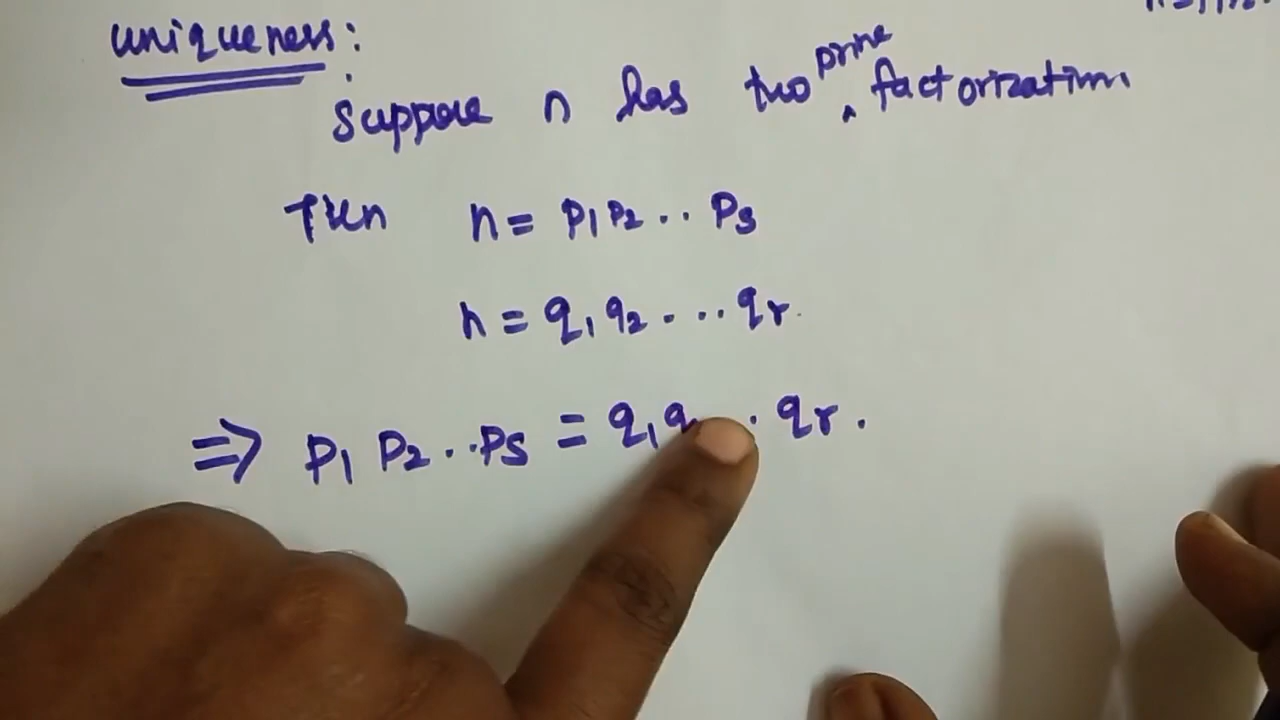 uniqueness:
Suppose n has two prime factorization
Then n = p₁ p₂ .. pₛ
n = q₁ q₂ ... qᵣ.
⇒ p₁ p₂ .. pₛ = q₁ q . qᵣ.